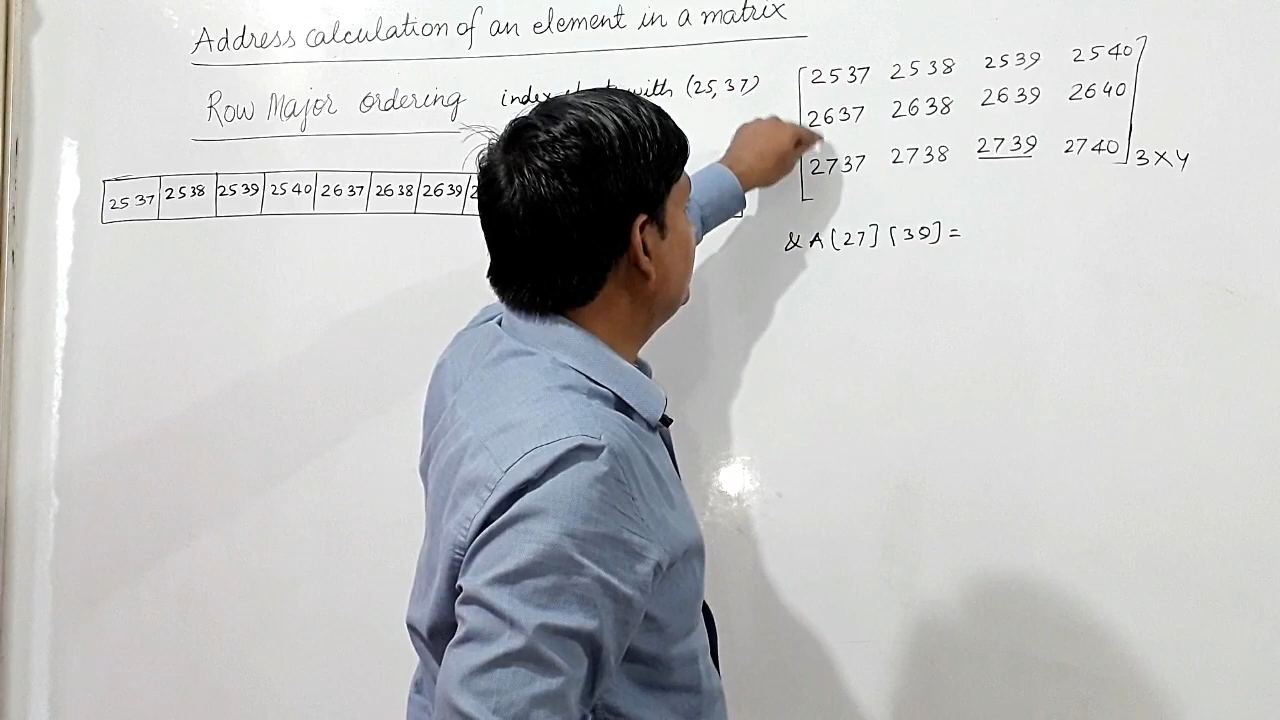 Address calculation of an element in a matrix
Row Major ordering index with (25,37)
2537 2538 2539 2540 2637 2638 2639
2537 2538 2539 2540
2637 2638 2639 2640
2737 2738 2739 2740 3X4
& A[27][39]=